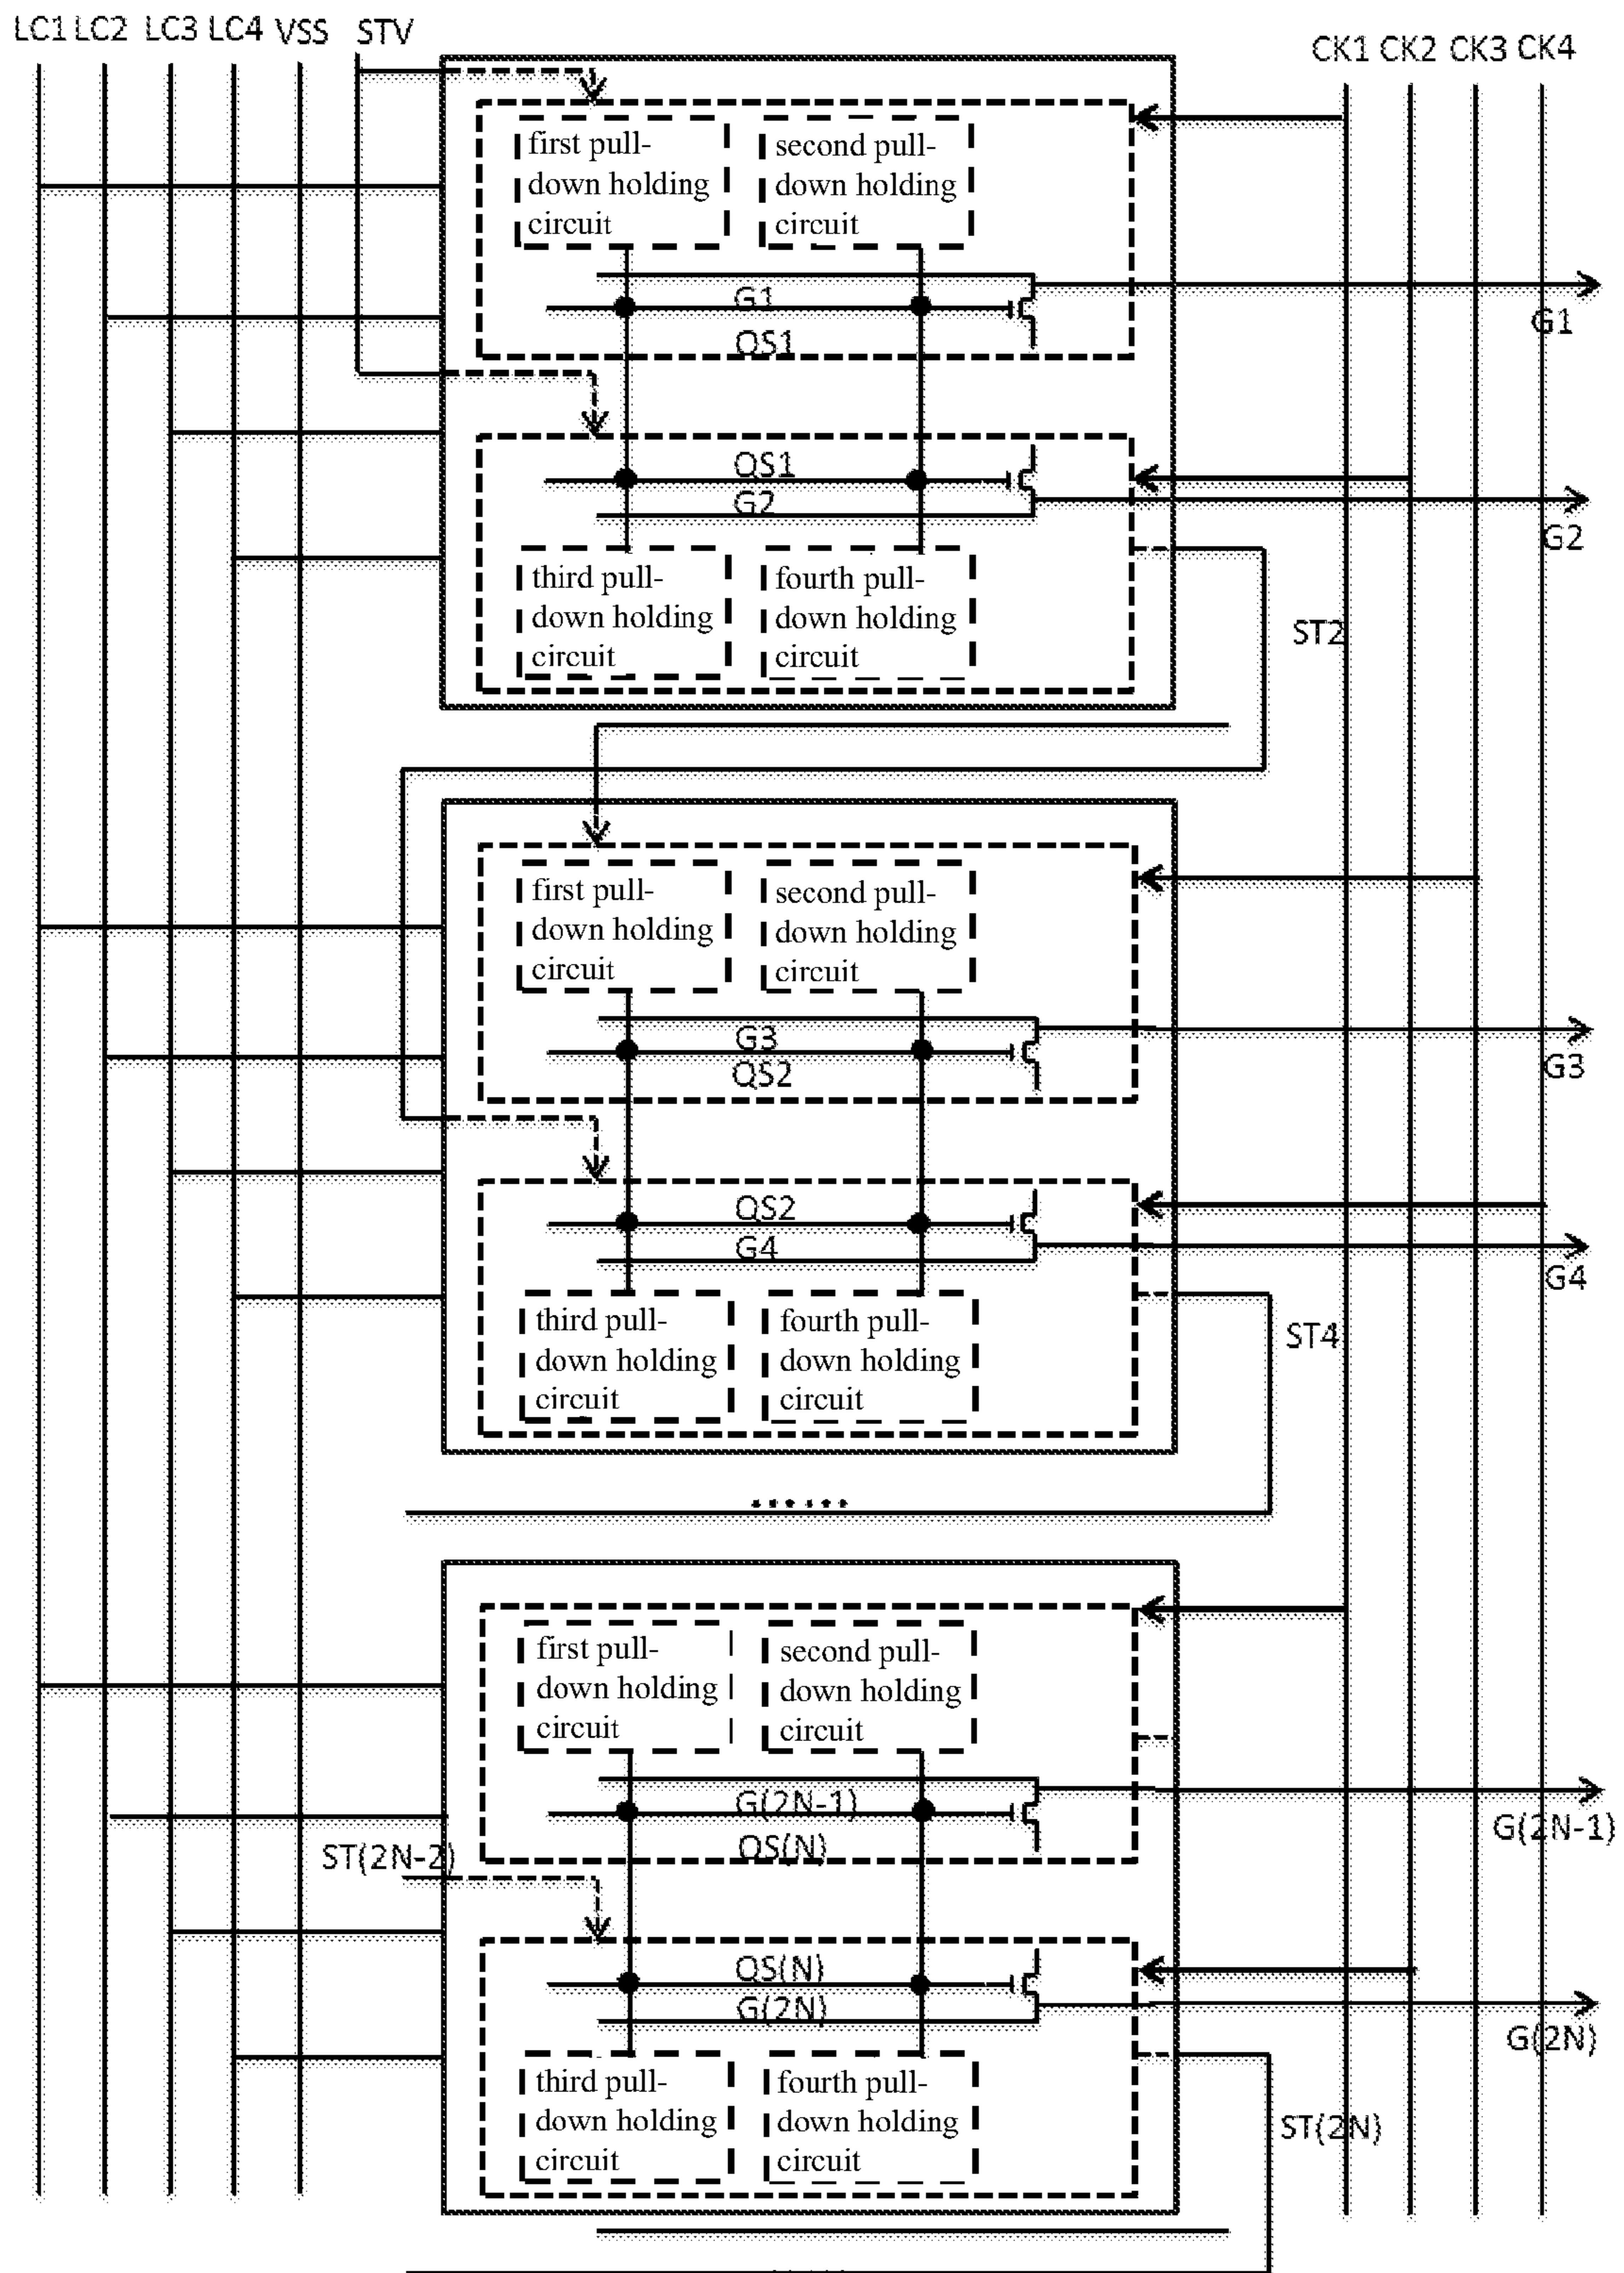 LC1 LC2 LC3 LC4 VSS STV
CK1 CK2 CK3 CK4
first pull-
down holding
circuit
second pull-
down holding
circuit
G1
QS1
G1
QS1
G2
G2
third pull-
down holding
circuit
fourth pull-
down holding
circuit
ST2
first pull-
down holding
circuit
second pull-
down holding
circuit
G3
QS2
G3
QS2
G4
G4
third pull-
down holding
circuit
fourth pull-
down holding
circuit
ST4
......
first pull-
down holding
circuit
second pull-
down holding
circuit
G(2N-1)
QS(N)
G(2N-1)
ST(2N-2)
QS(N)
G(2N)
G(2N)
third pull-
down holding
circuit
fourth pull-
down holding
circuit
ST(2N)